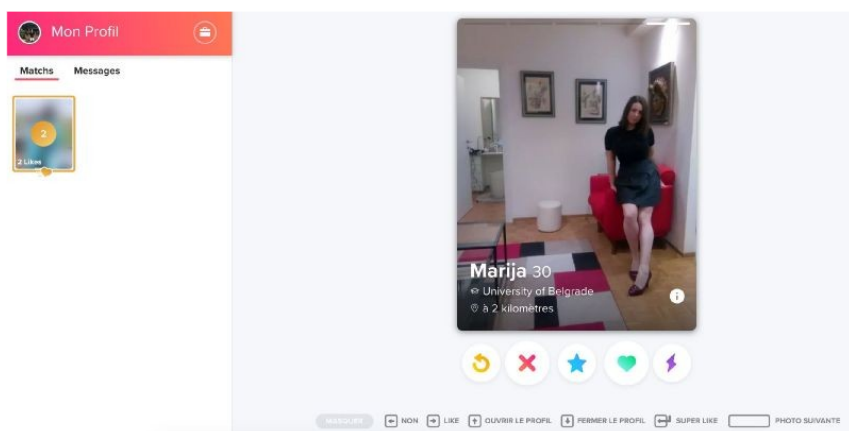 Mon Profil
Matchs Messages
2
2 Likes
Marija 30
University of Belgrade
à 2 kilomètres
MASQUER NON LIKE OUVRIR LE PROFIL FERMER LE PROFIL SUPER LIKE PHOTO SUIVANTE